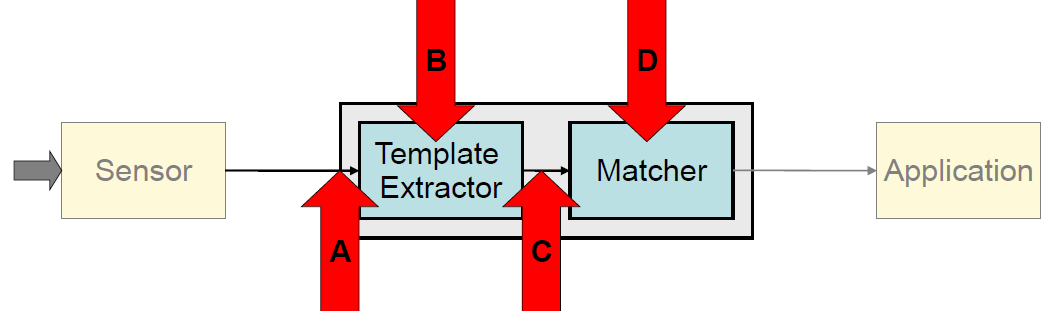 B
D
Sensor
Template
Extractor
Matcher
Application
A
C